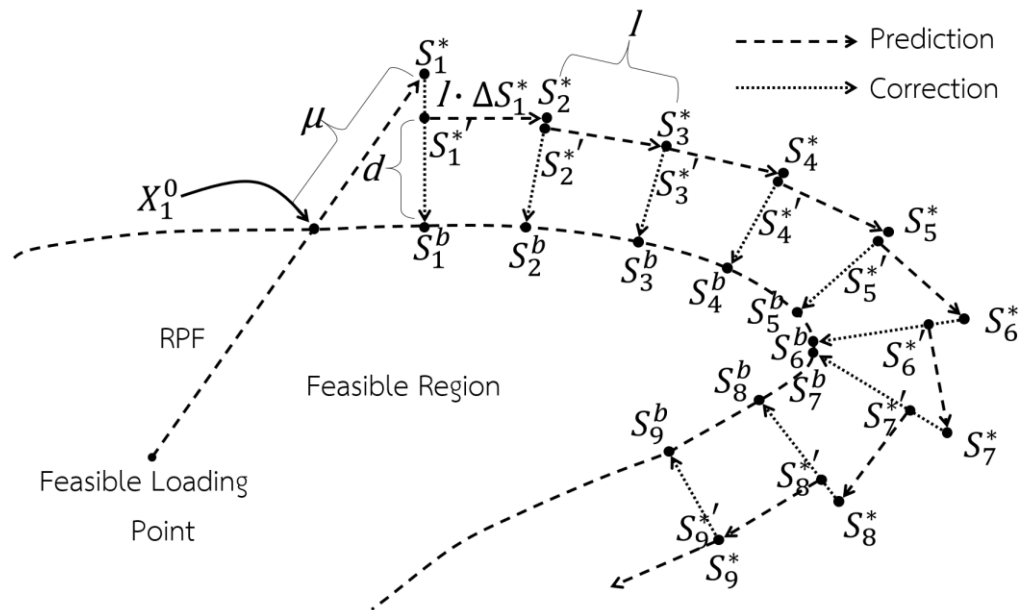 l
Prediction
Correction
S₁*
l · ΔS₁*
S₂*
μ
S₁*′
S₂*′
S₃*
S₃*′
S₄*
d
X₁⁰
S₄*′
S₅*
S₁ᵇ
S₂ᵇ
S₃ᵇ
S₄ᵇ
S₅*′
S₅ᵇ
S₆*
RPF
S₆ᵇ
S₆*′
Feasible Region
S₇ᵇ
S₈ᵇ
S₇*′
S₇*
S₉ᵇ
Feasible Loading
Point
S₈*′
S₈*
S₉*′
S₉*